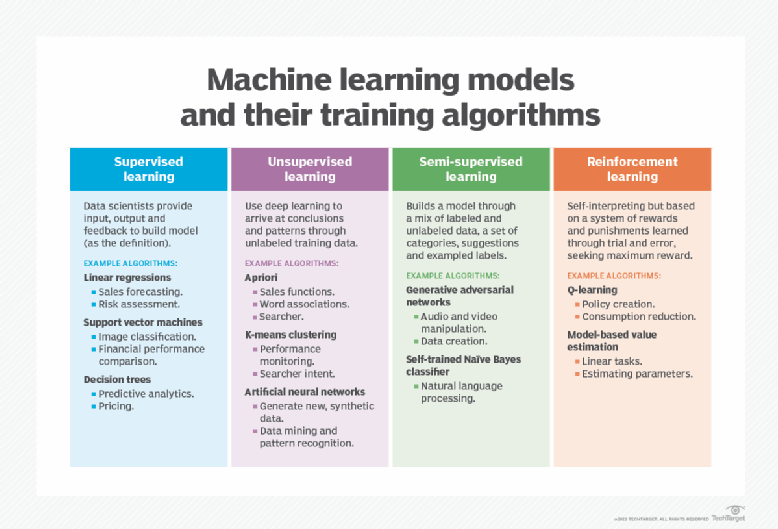 Machine learning models
and their training algorithms
Supervised
learning
Data scientists provide
input, output and
feedback to build model
(as the definition).
EXAMPLE ALGORITHMS:
Linear regressions
Sales forecasting.
Risk assessment.
Support vector machines
Image classification.
Financial performance
comparison.
Decision trees
Predictive analytics.
Pricing.
Unsupervised
learning
Use deep learning to
arrive at conclusions
and patterns through
unlabeled training data.
EXAMPLE ALGORITHMS:
Apriori
Sales functions.
Word associations.
Searcher.
K-means clustering
Performance
monitoring.
Searcher intent.
Artificial neural networks
Generate new, synthetic
data.
Data mining and
pattern recognition.
Semi-supervised
learning
Builds a model through
a mix of labeled and
unlabeled data, a set of
categories, suggestions
and exampled labels.
EXAMPLE ALGORITHMS:
Generative adversarial
networks
Audio and video
manipulation.
Data creation.
Self-trained Naïve Bayes
classifier
Natural language
processing.
Reinforcement
learning
Self-interpreting but based
on a system of rewards
and punishments learned
through trial and error,
seeking maximum reward.
EXAMPLE ALGORITHMS:
Q-learning
Policy creation.
Consumption reduction.
Model-based value
estimation
Linear tasks.
Estimating parameters.
TECHTARGET, ALL RIGHTS RESERVED TechTarget